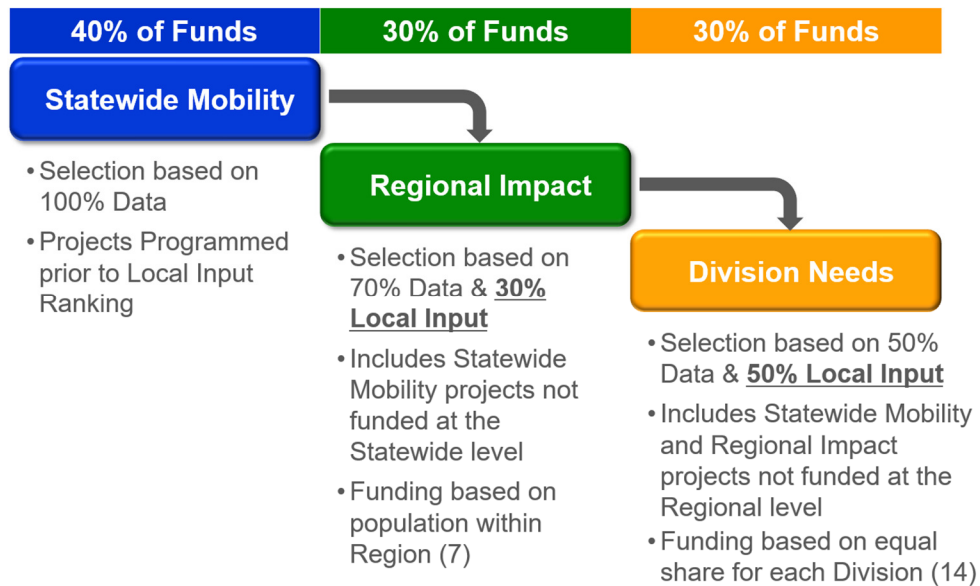 40% of Funds
30% of Funds
30% of Funds
Statewide Mobility
• Selection based on
100% Data
• Projects Programmed
prior to Local Input
Ranking
Regional Impact
• Selection based on
70% Data & 30%
Local Input
• Includes Statewide
Mobility projects not
funded at the
Statewide level
• Funding based on
population within
Region (7)
Division Needs
• Selection based on 50%
Data & 50% Local Input
• Includes Statewide Mobility
and Regional Impact
projects not funded at the
Regional level
• Funding based on equal
share for each Division (14)